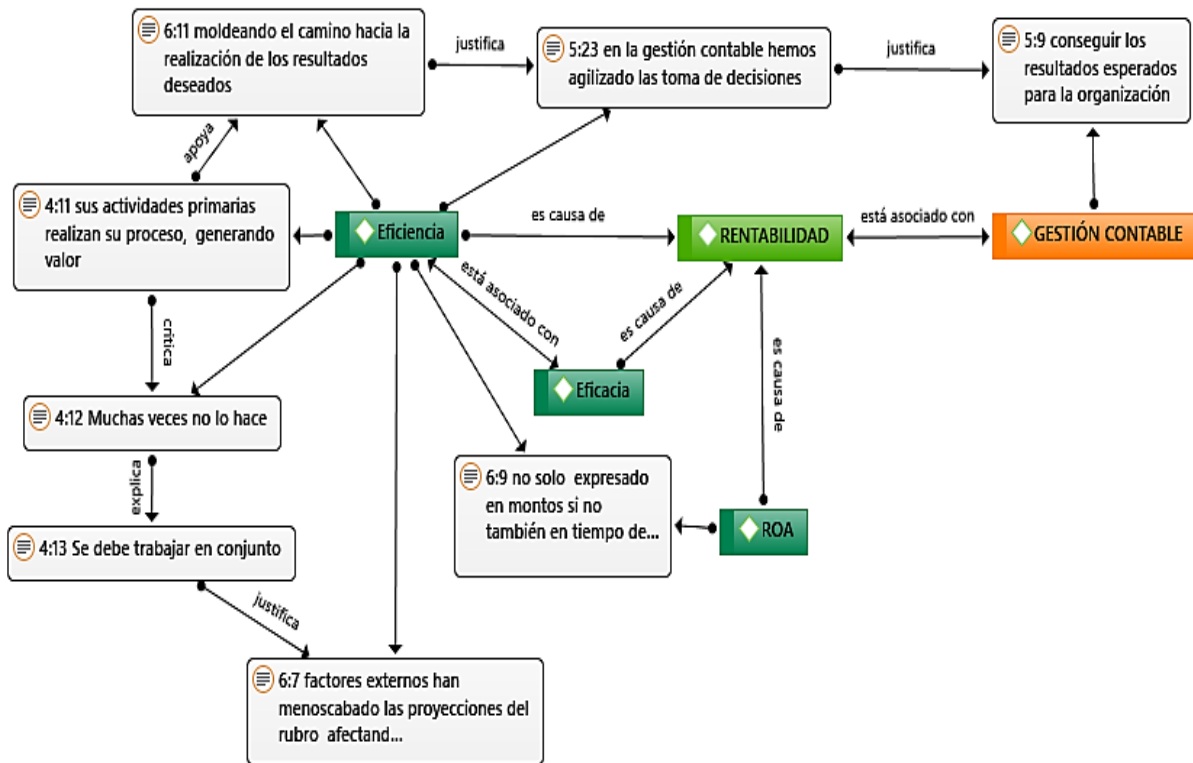 6:11 moldeando el camino hacia la
realización de los resultados
deseados
justifica
5:23 en la gestión contable hemos
agilizado las toma de decisiones
justifica
5:9 conseguir los
resultados esperados
para la organización
apoya
4:11 sus actividades primarias
realizan su proceso, generando
valor
Eficiencia
es causa de
RENTABILIDAD
está asociado con
GESTIÓN CONTABLE
está asociado con
es causa de
Eficacia
critica
es causa de
4:12 Muchas veces no lo hace
explica
6:9 no solo expresado
en montos si no
también en tiempo de...
ROA
4:13 Se debe trabajar en conjunto
justifica
6:7 factores externos han
menoscabado las proyecciones del
rubro afectand...